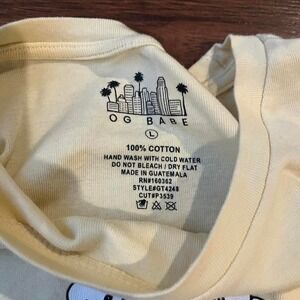 OG BABE
L
100% COTTON
HAND WASH WITH COLD WATER
DO NOT BLEACH / DRY FLAT
MADE IN GUATEMALA
RN#160362
STYLE#GT4248
CUT#P3539